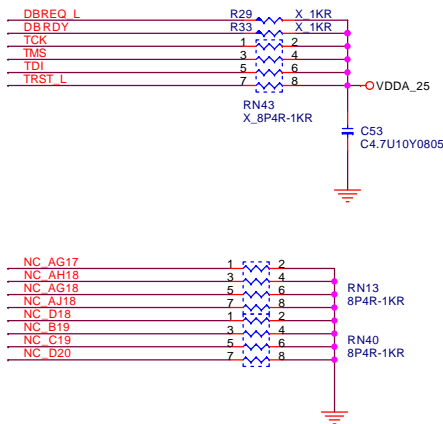 DBREQ_L R29 X_1KR
DBRDY R33 X_1KR
TCK 1 2
TMS 3 4
TDI 5 6
TRST_L 7 8 VDDA_25
RN43
X_8P4R-1KR
C53
C4.7U10Y0805
NC_AG17 1 2
NC_AH18 3 4 RN13
NC_AG18 5 6 8P4R-1KR
NC_AJ18 7 8
NC_D18 1 2
NC_B19 3 4 RN40
NC_C19 5 6 8P4R-1KR
NC_D20 7 8